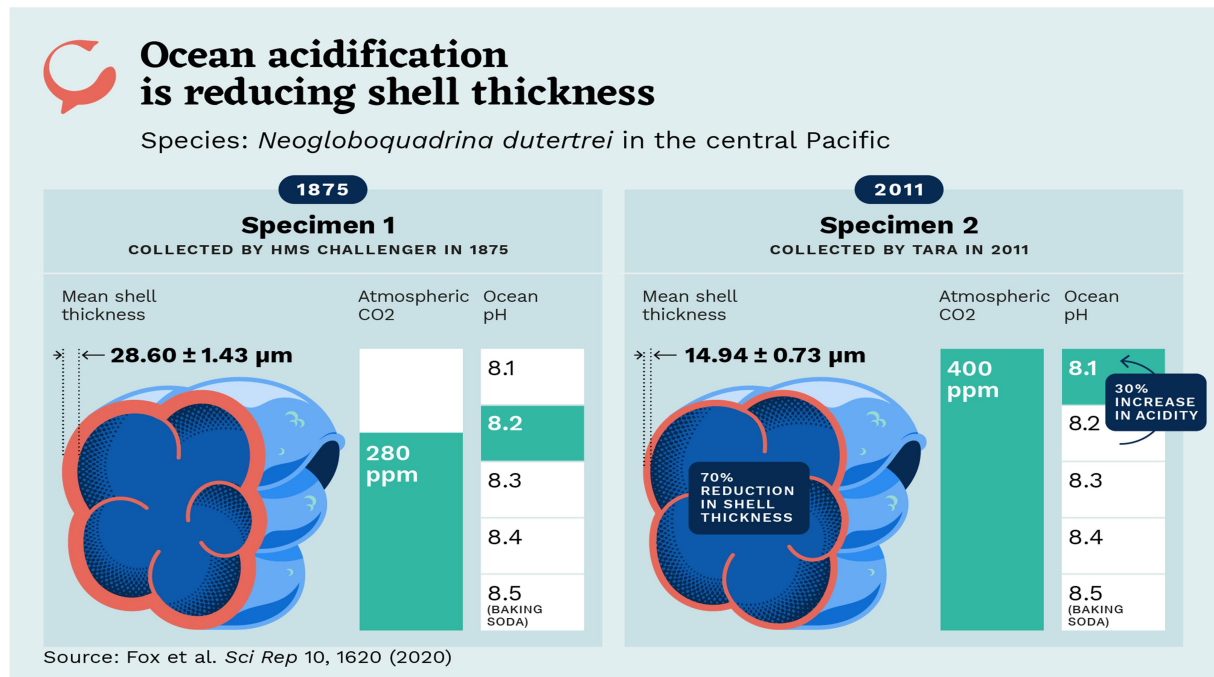 Ocean acidification
is reducing shell thickness
Species: Neogloboquadrina dutertrei in the central Pacific
1875
Specimen 1
COLLECTED BY HMS CHALLENGER IN 1875
Mean shell
thickness
Atmospheric
CO2
Ocean
pH
28.60 ± 1.43 µm
280
ppm
8.1
8.2
8.3
8.4
8.5
(BAKING
SODA)
2011
Specimen 2
COLLECTED BY TARA IN 2011
Mean shell
thickness
Atmospheric
CO2
Ocean
pH
14.94 ± 0.73 µm
70%
REDUCTION
IN SHELL
THICKNESS
400
ppm
8.1
30%
INCREASE
IN ACIDITY
8.2
8.3
8.4
8.5
(BAKING
SODA)
Source: Fox et al. Sci Rep 10, 1620 (2020)